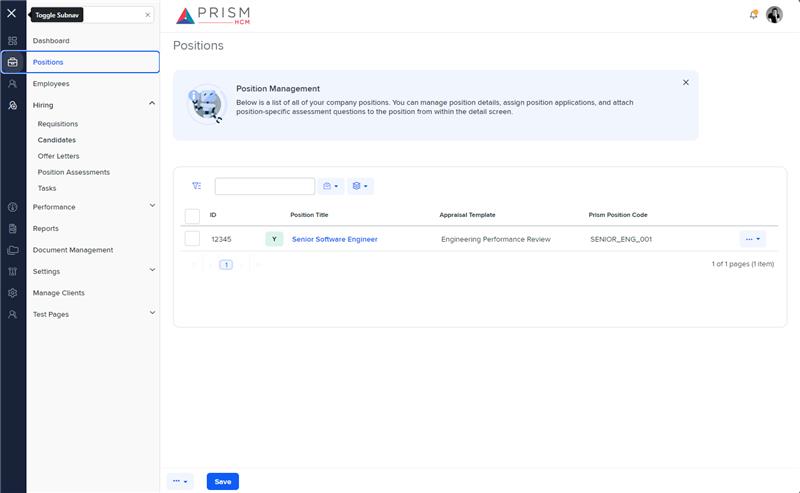 Toggle Subnav
PRISM
HCM
Dashboard
Positions
Employees
Hiring
Requisitions
Candidates
Offer Letters
Position Assessments
Tasks
Performance
Reports
Document Management
Settings
Manage Clients
Test Pages
Positions
Position Management
Below is a list of all of your company positions. You can manage position details, assign position applications, and attach
position-specific assessment questions to the position from within the detail screen.
ID Position Title Appraisal Template Prism Position Code
12345 Y Senior Software Engineer Engineering Performance Review SENIOR_ENG_001
1
1 of 1 pages (1 item)
Save